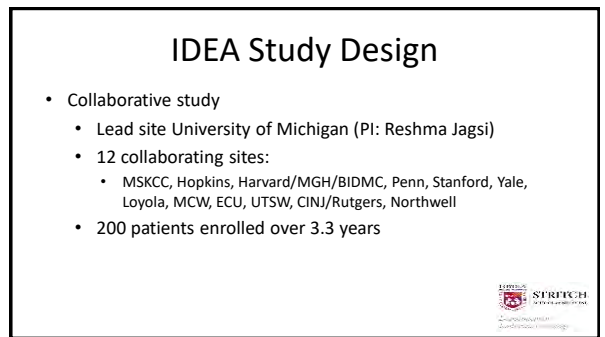 IDEA Study Design
• Collaborative study
• Lead site University of Michigan (PI: Reshma Jagsi)
• 12 collaborating sites:
• MSKCC, Hopkins, Harvard/MGH/BIDMC, Penn, Stanford, Yale,
Loyola, MCW, ECU, UTSW, CINJ/Rutgers, Northwell
• 200 patients enrolled over 3.3 years
STRITCH